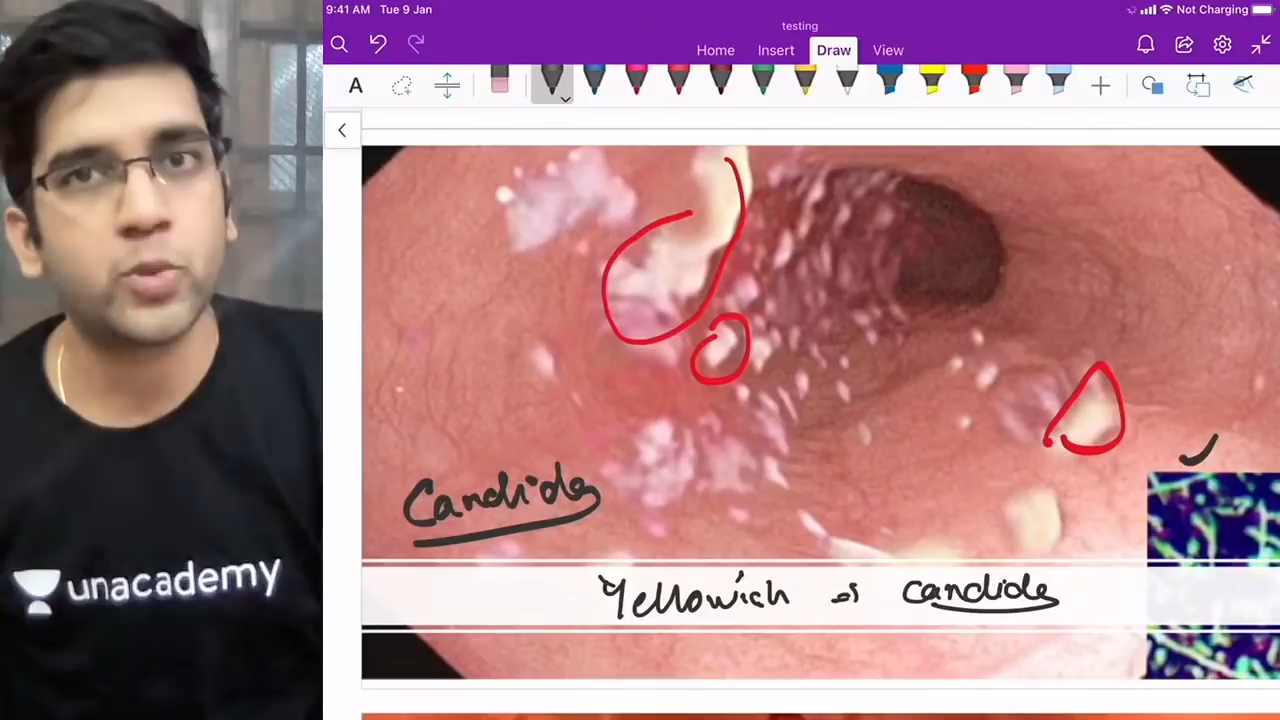 9:41 AM Tue 9 Jan
Not Charging
testing
Home Insert Draw View
A
Candida
unacademy
Yellowish → candida